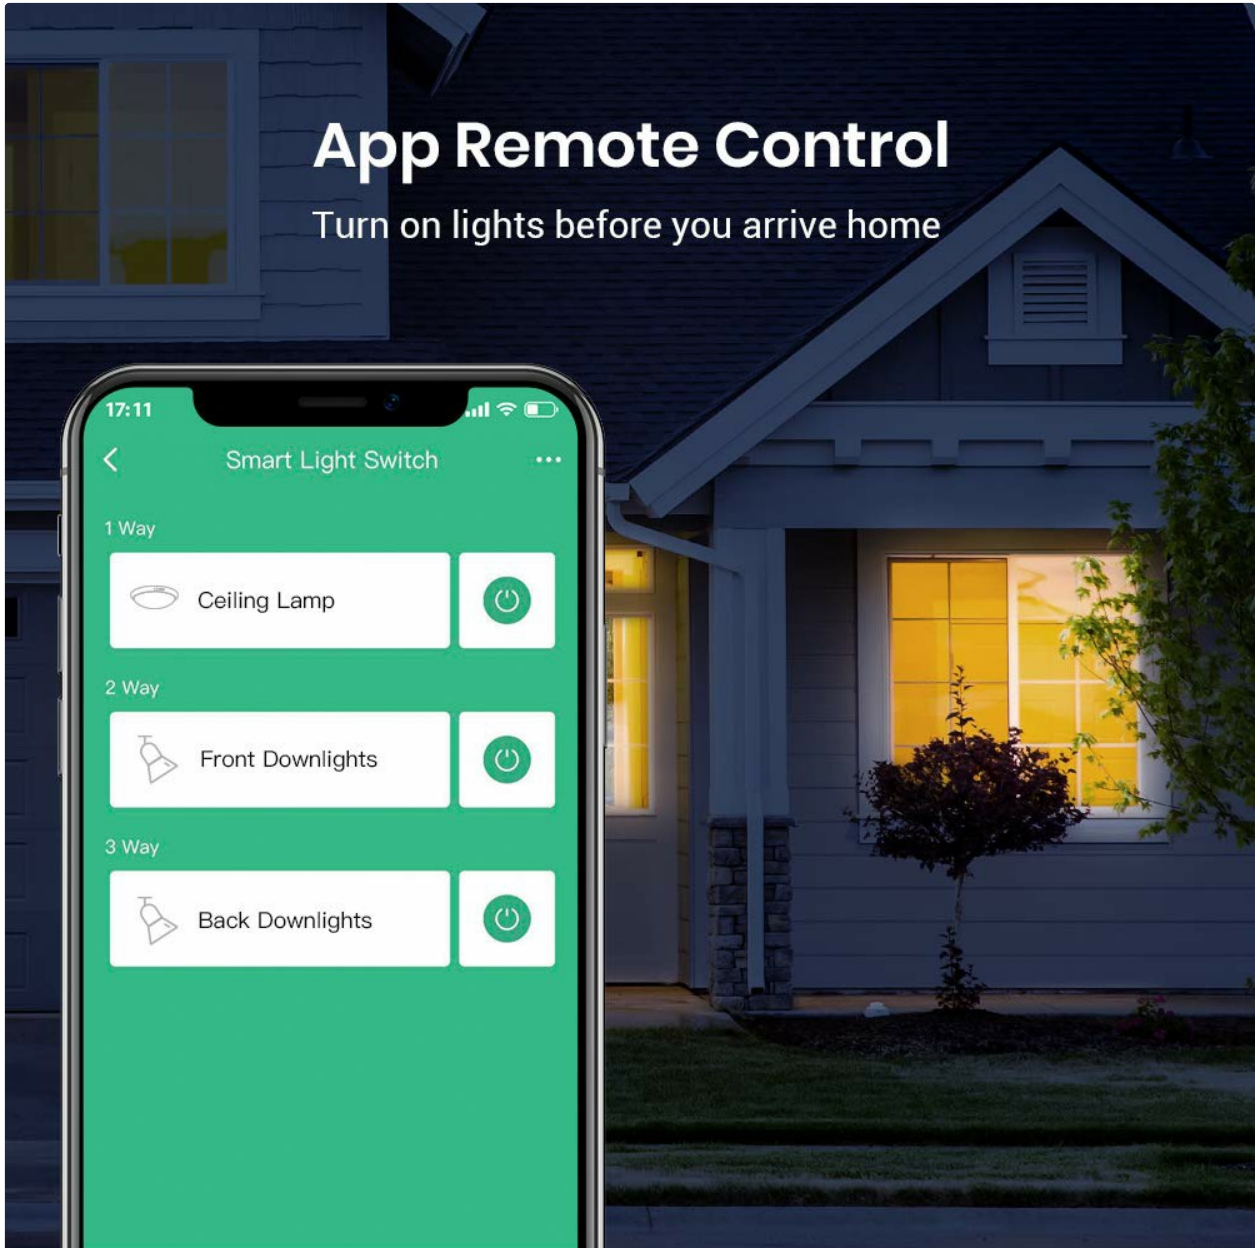 App Remote Control
Turn on lights before you arrive home
17:11
Smart Light Switch
1 Way
Ceiling Lamp
2 Way
Front Downlights
3 Way
Back Downlights